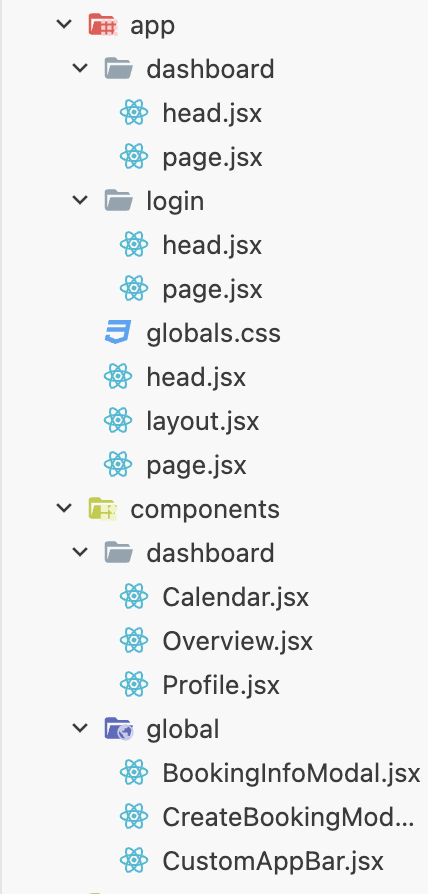 app
dashboard
head.jsx
page.jsx
login
head.jsx
page.jsx
globals.css
head.jsx
layout.jsx
page.jsx
components
dashboard
Calendar.jsx
Overview.jsx
Profile.jsx
global
BookingInfoModal.jsx
CreateBookingMod...
CustomAppBar.jsx